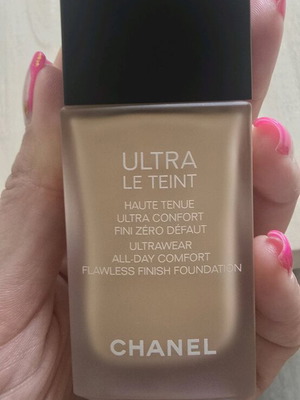 ULTRA
LE TEINT
HAUTE TENUE
ULTRA CONFORT
FINI ZÉRO DÉFAUT
ULTRAWEAR
ALL-DAY COMFORT
FLAWLESS FINISH FOUNDATION
CHANEL